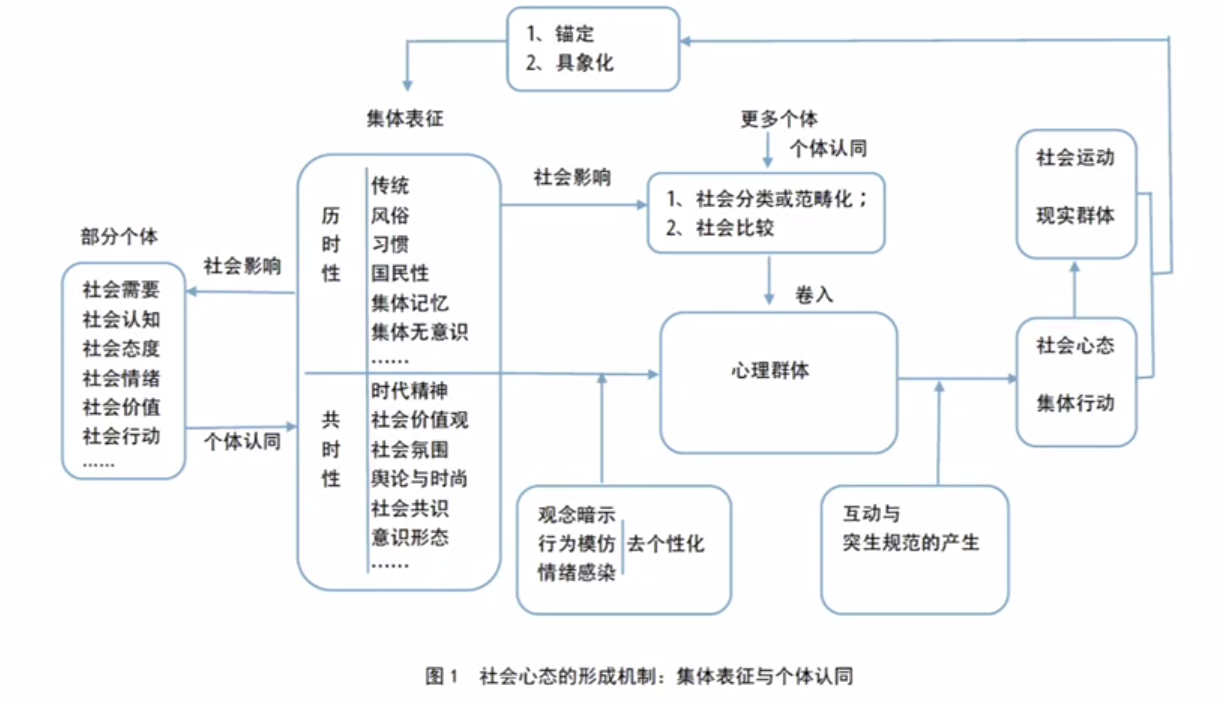 1、锚定
2、具象化
集体表征
更多个体
个体认同
部分个体
社会需要
社会认知
社会态度
社会情绪
社会价值
社会行动
……
社会影响
个体认同
历时性
传统
风俗
习惯
国民性
集体记忆
集体无意识
……
共时性
时代精神
社会价值观
社会氛围
舆论与时尚
社会共识
意识形态
……
社会影响
1、社会分类或范畴化；
2、社会比较
卷入
心理群体
观念暗示
行为模仿
情绪感染
去个性化
互动与
突生规范的产生
社会运动
现实群体
社会心态
集体行动
图 1 社会心态的形成机制：集体表征与个体认同